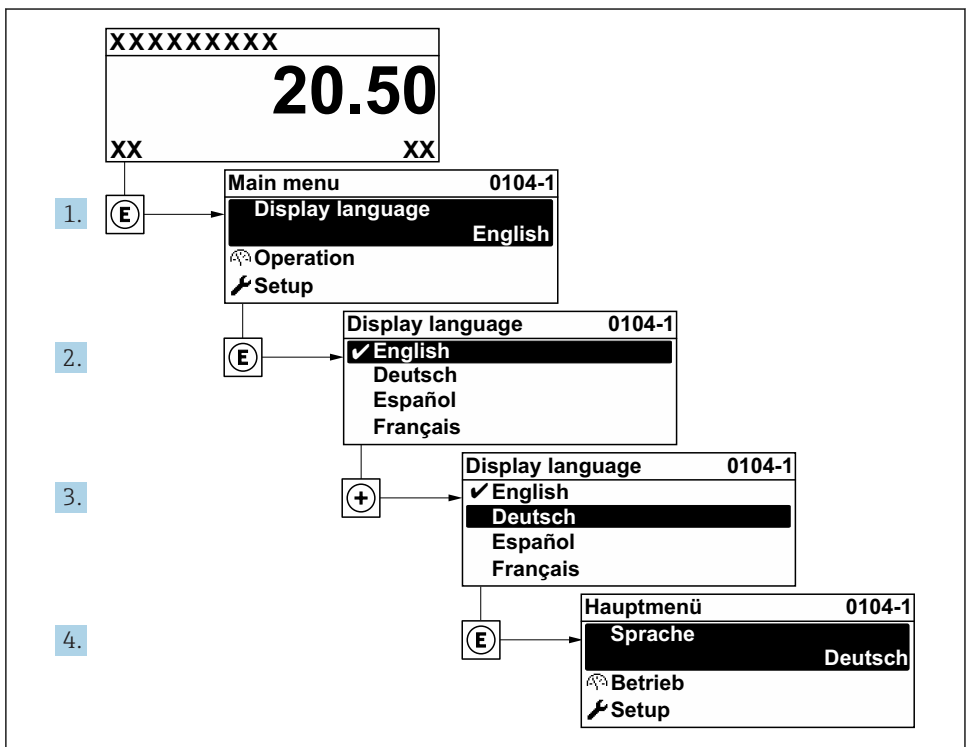 XXXXXXXXX
20.50
XX XX
1. E
Main menu 0104-1
Display language
English
Operation
Setup
2. E
Display language 0104-1
✔ English
Deutsch
Español
Français
3. +
Display language 0104-1
✔ English
Deutsch
Español
Français
4. E
Hauptmenü 0104-1
Sprache
Deutsch
Betrieb
Setup